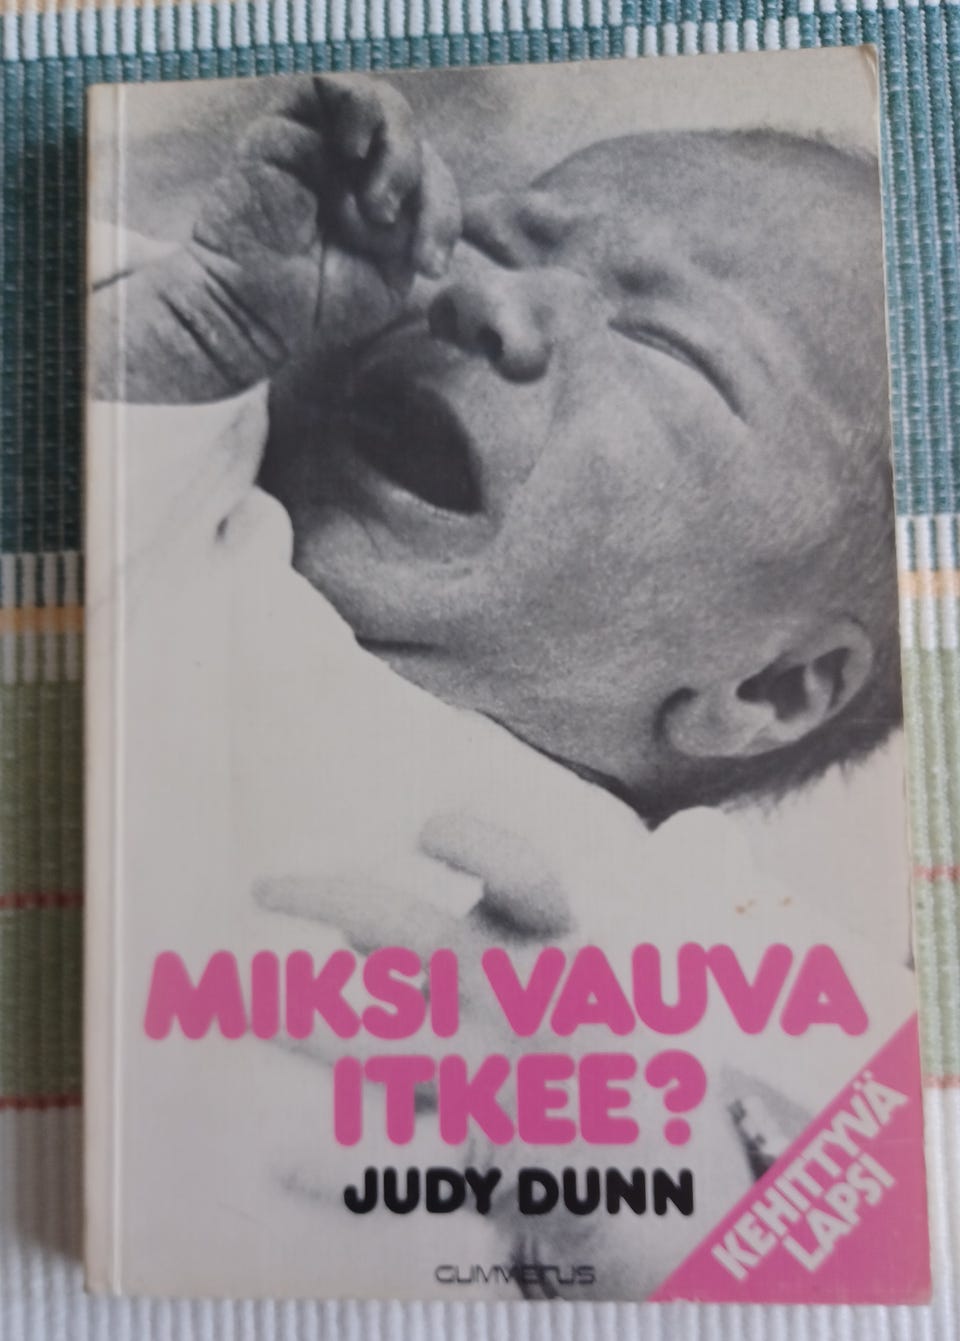 MIKSI VAUVA
ITKEE?
JUDY DUNN
KEHITTYVÄ
LAPSI
GUMMERUS